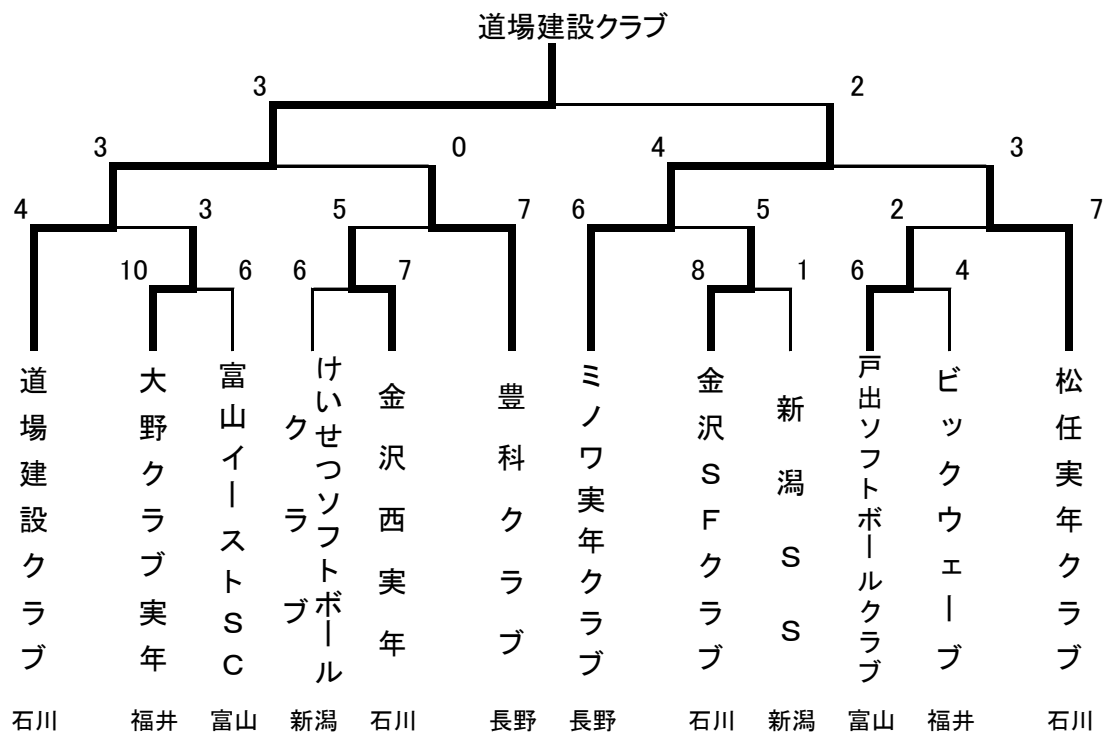 道場建設クラブ
3 2
3 0 4 3
4 3 5 7 6 5 2 7
10 6 6 7 8 1 6 4
道場建設クラブ
大野クラブ実年
富山イーストSC
けいせつソフトボール
クラブ
金沢西実年
豊科クラブ
ミノワ実年クラブ
金沢SFクラブ
新潟SS
戸出ソフトボールクラブ
ビックウェーブ
松任実年クラブ
石川 福井 富山 新潟 石川 長野 長野 石川 新潟 富山 福井 石川